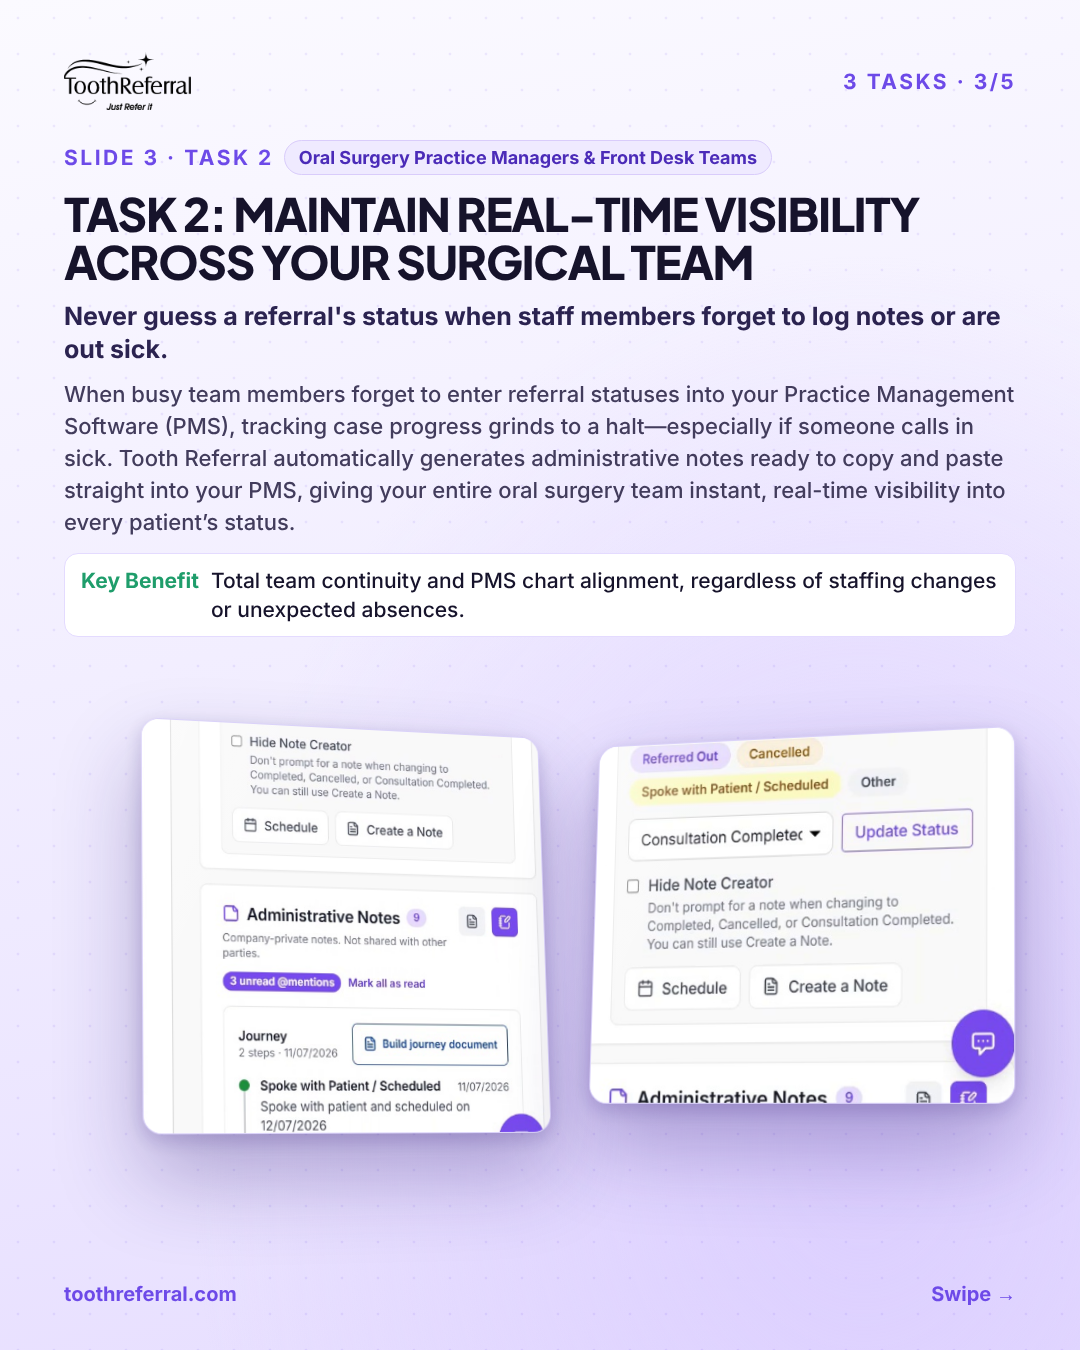 ToothReferral
Just Refer it
3 TASKS · 3/5
SLIDE 3 · TASK 2
Oral Surgery Practice Managers & Front Desk Teams
TASK 2: MAINTAIN REAL-TIME VISIBILITY
ACROSS YOUR SURGICAL TEAM
Never guess a referral's status when staff members forget to log notes or are
out sick.
When busy team members forget to enter referral statuses into your Practice Management
Software (PMS), tracking case progress grinds to a halt—especially if someone calls in
sick. Tooth Referral automatically generates administrative notes ready to copy and paste
straight into your PMS, giving your entire oral surgery team instant, real-time visibility into
every patient’s status.
Key Benefit Total team continuity and PMS chart alignment, regardless of staffing changes
or unexpected absences.
Hide Note Creator
Don't prompt for a note when changing to
Completed, Cancelled, or Consultation Completed.
You can still use Create a Note.
Schedule
Create a Note
Administrative Notes 9
Company-private notes. Not shared with other
parties.
3 unread @mentions Mark all as read
Journey
2 steps · 11/07/2026
Build journey document
Spoke with Patient / Scheduled 11/07/2026
Spoke with patient and scheduled on
12/07/2026
Referred Out
Cancelled
Spoke with Patient / Scheduled
Other
Consultation Completed
Update Status
Hide Note Creator
Don't prompt for a note when changing to
Completed, Cancelled, or Consultation Completed.
You can still use Create a Note.
Schedule
Create a Note
Administrative Notes 9
toothreferral.com
Swipe →